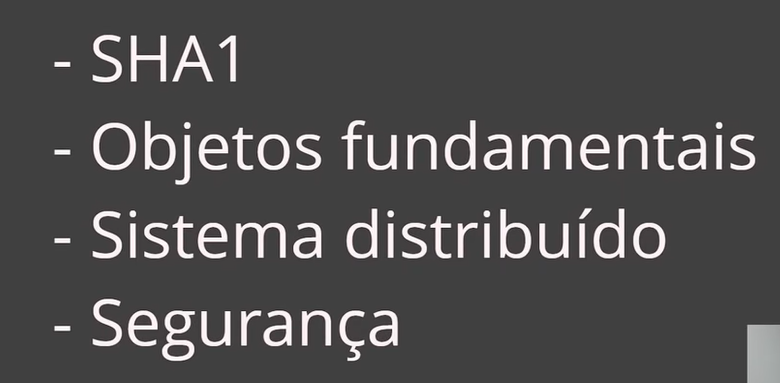 - SHA1
- Objetos fundamentais
- Sistema distribuído
- Segurança